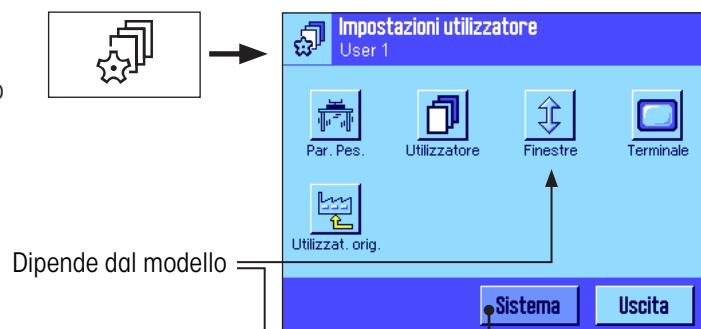 Impostazioni utilizzatore
User 1
o
Par. Pes.
Utilizzatore
Finestre
Terminale
Utilizzat. orig.
Dipende dal modello
Sistema
Uscita